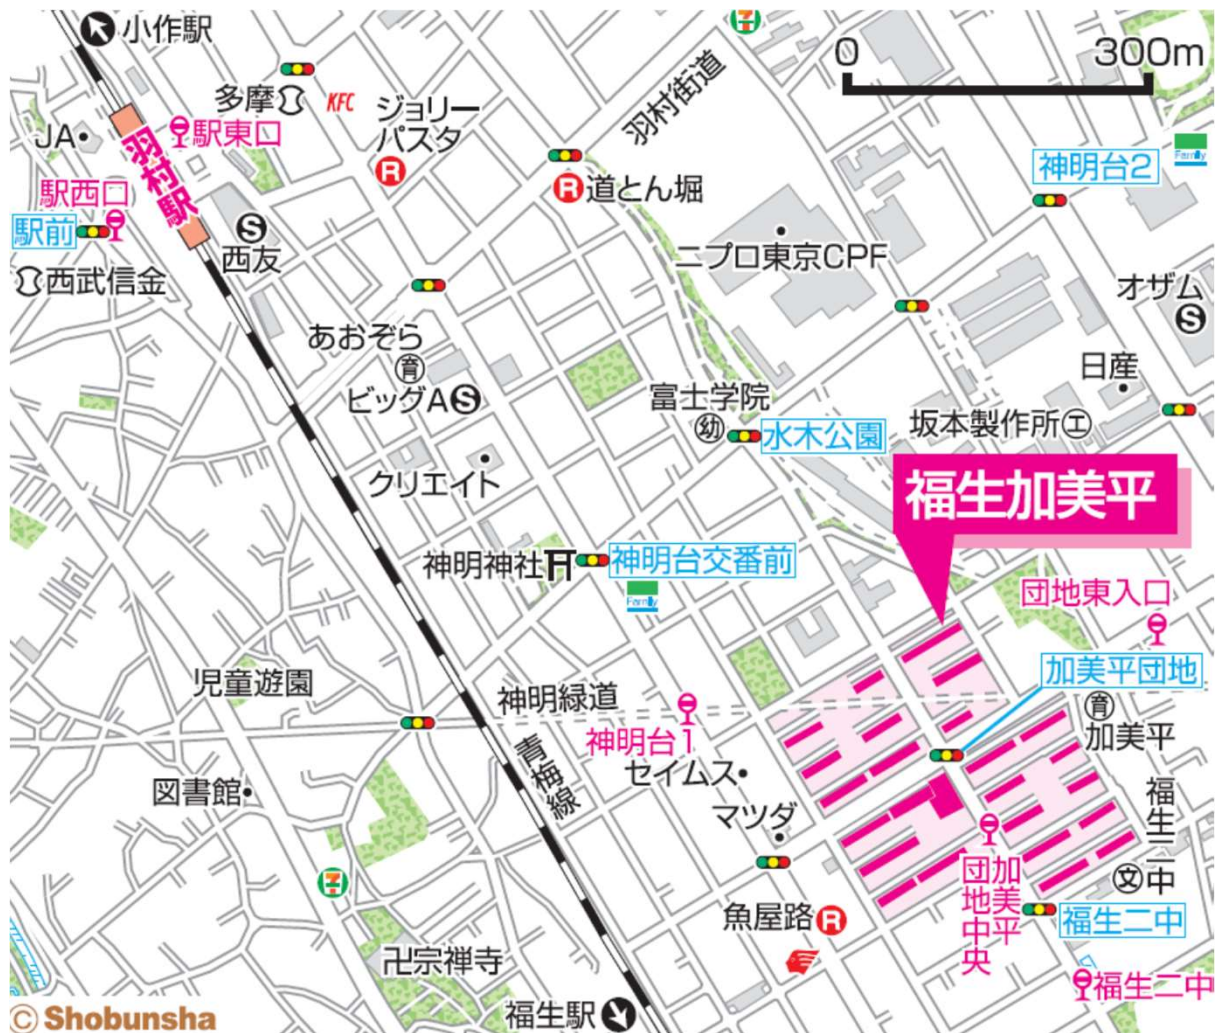 小作駅
0
300m
多摩
KFC
ジョリー
パスタ
R
羽村街道
JA
駅東口
羽村駅
道とん堀
R
神明台2
Family
駅西口
駅前
S
西友
西武信金
ニプロ東京CPF
オザム
S
あおぞら
育
ビッグA
S
富士学院
幼
水木公園
日産
坂本製作所
工
クリエイト
福生加美平
神明神社
神明台交番前
Family
団地東入口
加美平団地
育
加美平
児童遊園
神明緑道
神明台1
青梅線
セイムス
図書館
マツダ
福生二中
文
加美平
団地中央
魚屋路
R
福生二中
卍宗禅寺
福生二中
福生駅
© Shobunsha